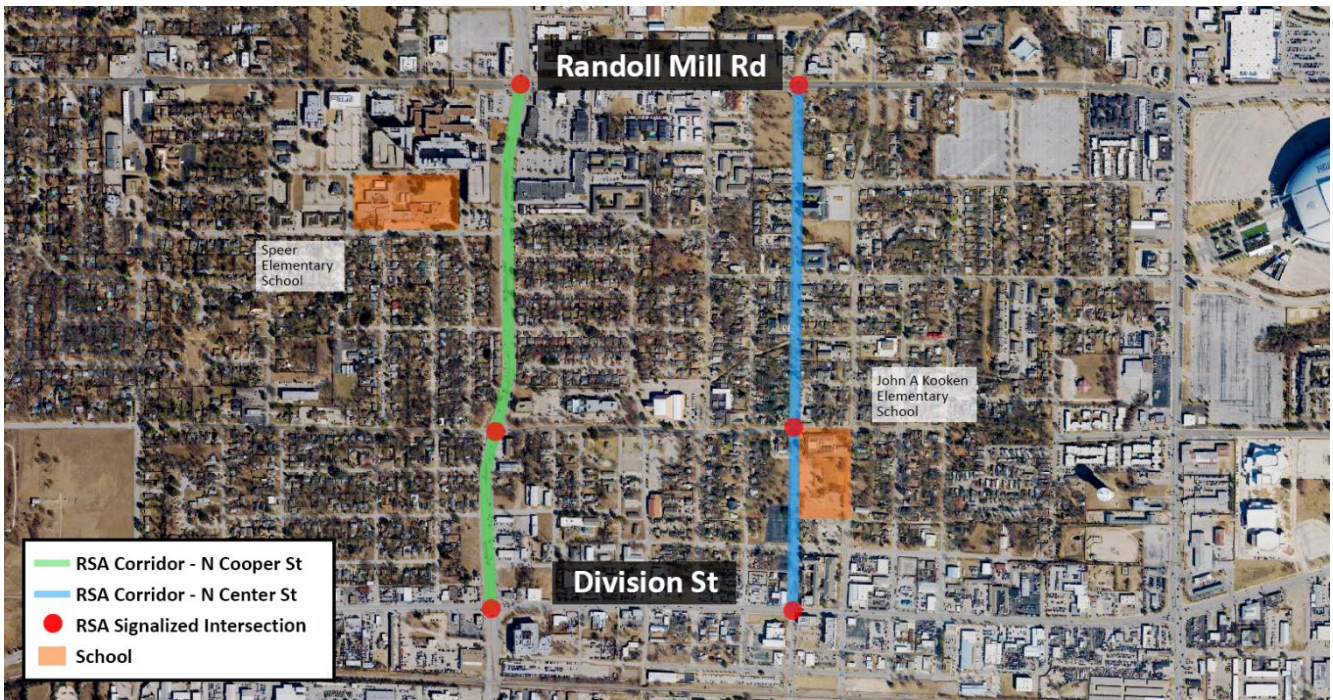 Randoll Mill Rd
Speer
Elementary
School
John A Kooken
Elementary
School
Division St
RSA Corridor - N Cooper St
RSA Corridor - N Center St
RSA Signalized Intersection
School